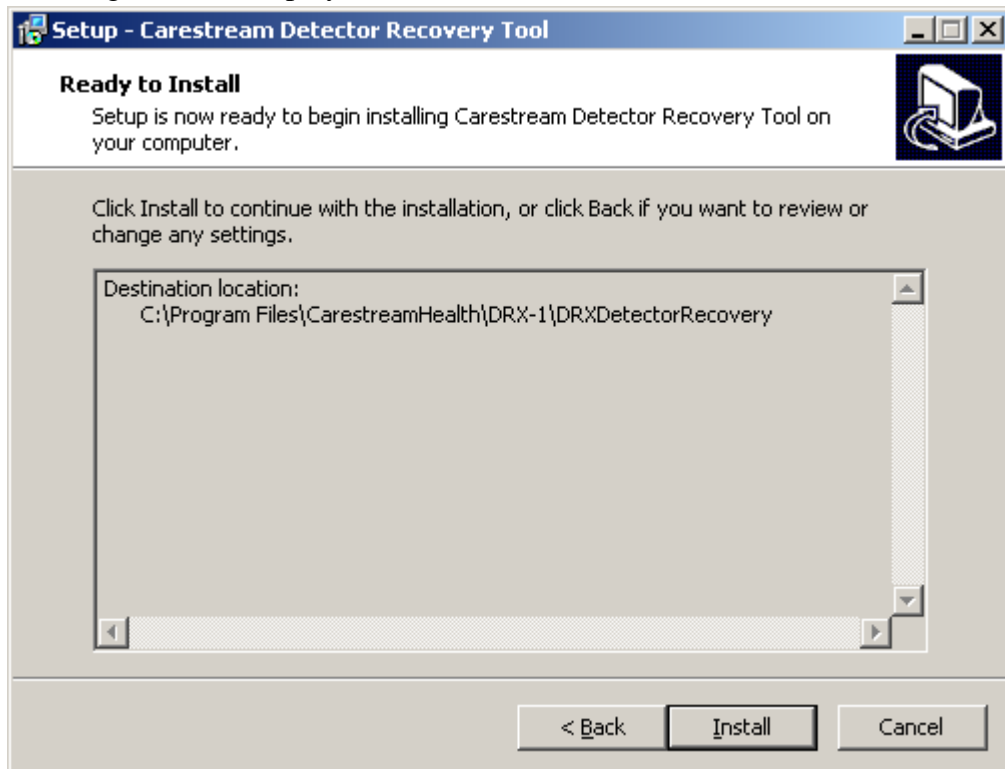 Setup - Carestream Detector Recovery Tool
Ready to Install
Setup is now ready to begin installing Carestream Detector Recovery Tool on
your computer.
Click Install to continue with the installation, or click Back if you want to review or
change any settings.
Destination location:
C:\Program Files\CarestreamHealth\DRX-1\DRXDetectorRecovery
< Back Install Cancel